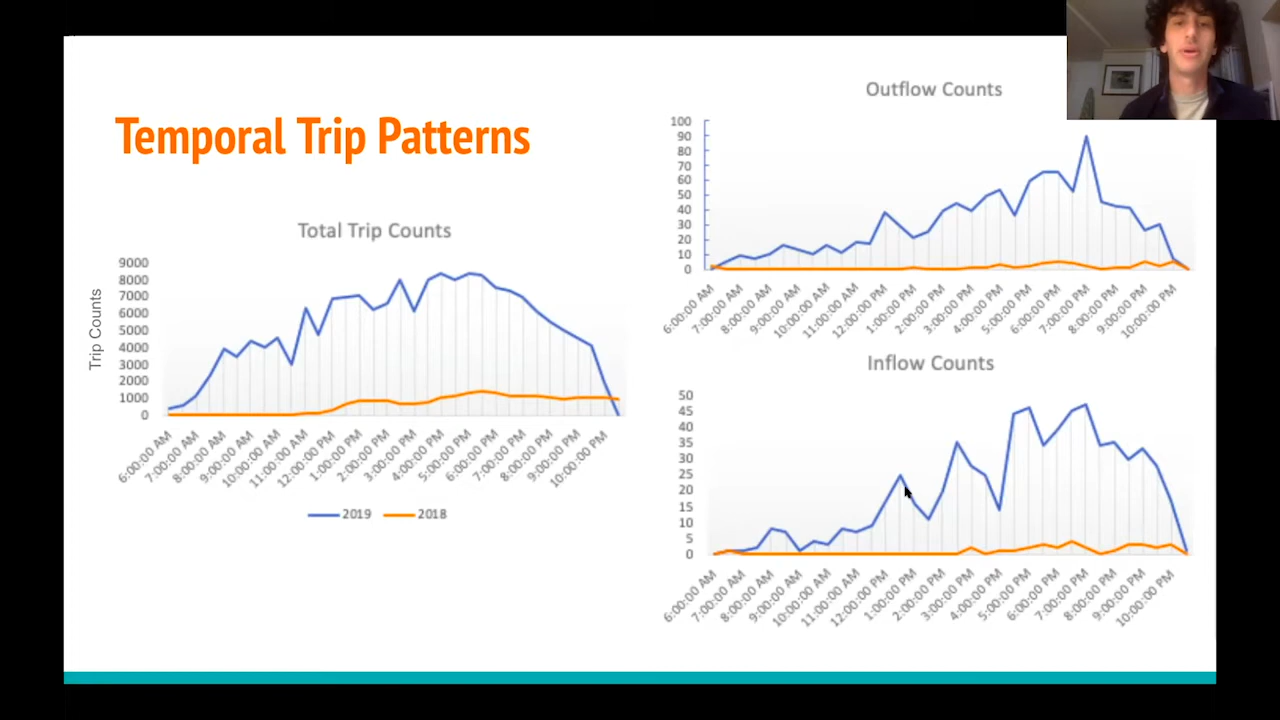 Temporal Trip Patterns
Total Trip Counts
Trip Counts
9000
8000
7000
6000
5000
4000
3000
2000
1000
0
6:00:00 AM
7:00:00 AM
8:00:00 AM
9:00:00 AM
10:00:00 AM
11:00:00 AM
12:00:00 PM
1:00:00 PM
2:00:00 PM
3:00:00 PM
4:00:00 PM
5:00:00 PM
6:00:00 PM
7:00:00 PM
8:00:00 PM
9:00:00 PM
10:00:00 PM
2019 2018
Outflow Counts
100
90
80
70
60
50
40
30
20
10
0
6:00:00 AM
7:00:00 AM
8:00:00 AM
9:00:00 AM
10:00:00 AM
11:00:00 AM
12:00:00 PM
1:00:00 PM
2:00:00 PM
3:00:00 PM
4:00:00 PM
5:00:00 PM
6:00:00 PM
7:00:00 PM
8:00:00 PM
9:00:00 PM
10:00:00 PM
Inflow Counts
50
45
40
35
30
25
20
15
10
5
0
6:00:00 AM
7:00:00 AM
8:00:00 AM
9:00:00 AM
10:00:00 AM
11:00:00 AM
12:00:00 PM
1:00:00 PM
2:00:00 PM
3:00:00 PM
4:00:00 PM
5:00:00 PM
6:00:00 PM
7:00:00 PM
8:00:00 PM
9:00:00 PM
10:00:00 PM